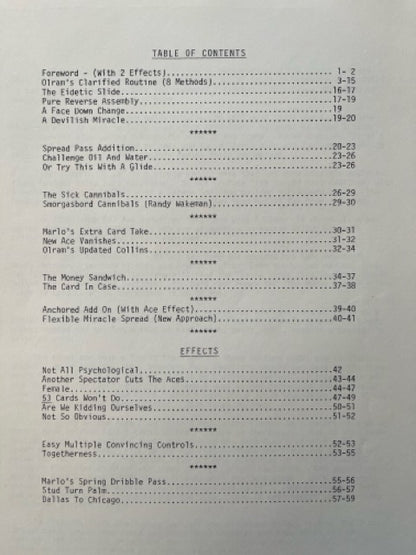 TABLE OF CONTENTS
Foreword - (With 2 Effects)................................ 1- 2
Olram's Clarified Routine (8 Methods)...................... 3-15
The Eidetic Slide..........................................16-17
Pure Reverse Assembly......................................17-19
A Face Down Change.........................................19
A Devilish Miracle.........................................19-20
******
Spread Pass Addition.......................................20-23
Challenge Oil And Water....................................23-26
Or Try This With A Glide...................................23-26
******
The Sick Cannibals.........................................26-29
Smorgasbord Cannibals (Randy Wakeman)......................29-30
******
Marlo's Extra Card Take....................................30-31
New Ace Vanishes...........................................31-32
Olram's Updated Collins....................................32-34
******
The Money Sandwich.........................................34-37
The Card In Case...........................................37-38
******
Anchored Add On (With Ace Effect)..........................39-40
Flexible Miracle Spread (New Approach).....................40-41
******
EFFECTS
Not All Psychological......................................42
Another Spectator Cuts The Aces............................43-44
Female.....................................................44-47
53 Cards Won't Do..........................................47-49
Are We Kidding Ourselves...................................50-51
Not So Obvious.............................................51-52
******
Easy Multiple Convincing Controls..........................52-53
Togetherness...............................................53-55
******
Marlo's Spring Dribble Pass................................55-56
Stud Turn Palm.............................................56-57
Dallas To Chicago..........................................57-59